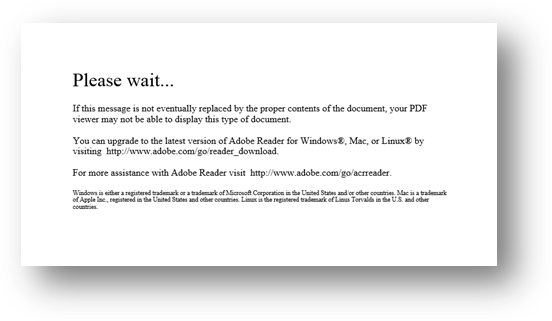 Please wait...
If this message is not eventually replaced by the proper contents of the document, your PDF
viewer may not be able to display this type of document.
You can upgrade to the latest version of Adobe Reader for Windows®, Mac, or Linux® by
visiting http://www.adobe.com/go/reader_download.
For more assistance with Adobe Reader visit http://www.adobe.com/go/acrreader.
Windows is either a registered trademark or a trademark of Microsoft Corporation in the United States and/or other countries. Mac is a trademark
of Apple Inc., registered in the United States and other countries. Linux is the registered trademark of Linus Torvalds in the U.S. and other
countries.